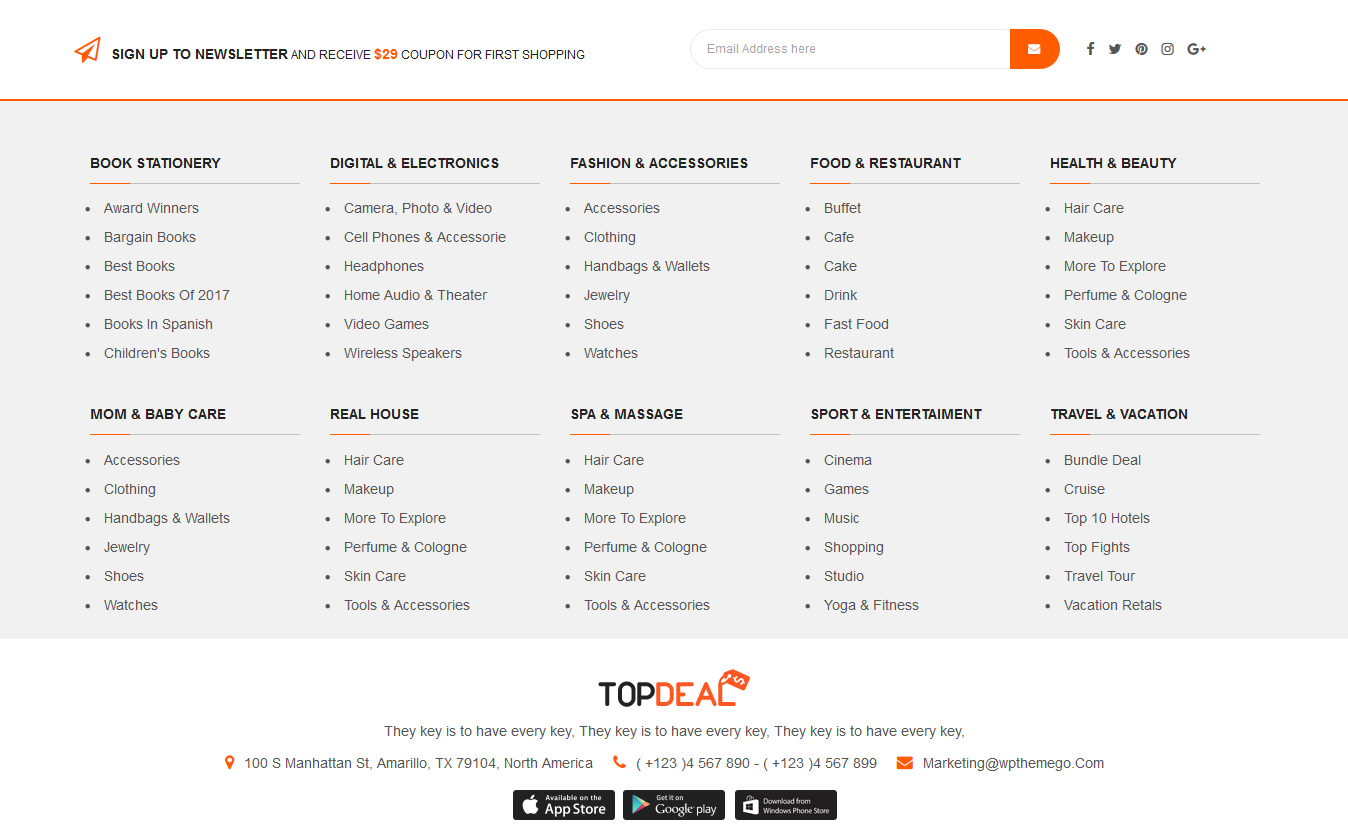 SIGN UP TO NEWSLETTER AND RECEIVE $29 COUPON FOR FIRST SHOPPING
Email Address here
BOOK STATIONERY
Award Winners
Bargain Books
Best Books
Best Books Of 2017
Books In Spanish
Children's Books
DIGITAL & ELECTRONICS
Camera, Photo & Video
Cell Phones & Accessorie
Headphones
Home Audio & Theater
Video Games
Wireless Speakers
FASHION & ACCESSORIES
Accessories
Clothing
Handbags & Wallets
Jewelry
Shoes
Watches
FOOD & RESTAURANT
Buffet
Cafe
Cake
Drink
Fast Food
Restaurant
HEALTH & BEAUTY
Hair Care
Makeup
More To Explore
Perfume & Cologne
Skin Care
Tools & Accessories
MOM & BABY CARE
Accessories
Clothing
Handbags & Wallets
Jewelry
Shoes
Watches
REAL HOUSE
Hair Care
Makeup
More To Explore
Perfume & Cologne
Skin Care
Tools & Accessories
SPA & MASSAGE
Hair Care
Makeup
More To Explore
Perfume & Cologne
Skin Care
Tools & Accessories
SPORT & ENTERTAIMENT
Cinema
Games
Music
Shopping
Studio
Yoga & Fitness
TRAVEL & VACATION
Bundle Deal
Cruise
Top 10 Hotels
Top Fights
Travel Tour
Vacation Retals
TOPDEAL
They key is to have every key, They key is to have every key, They key is to have every key,
100 S Manhattan St, Amarillo, TX 79104, North America ( +123 )4 567 890 - ( +123 )4 567 899 Marketing@wpthemego.Com
Available on the
App Store
Get it on
Google play
Download from
Windows Phone Store